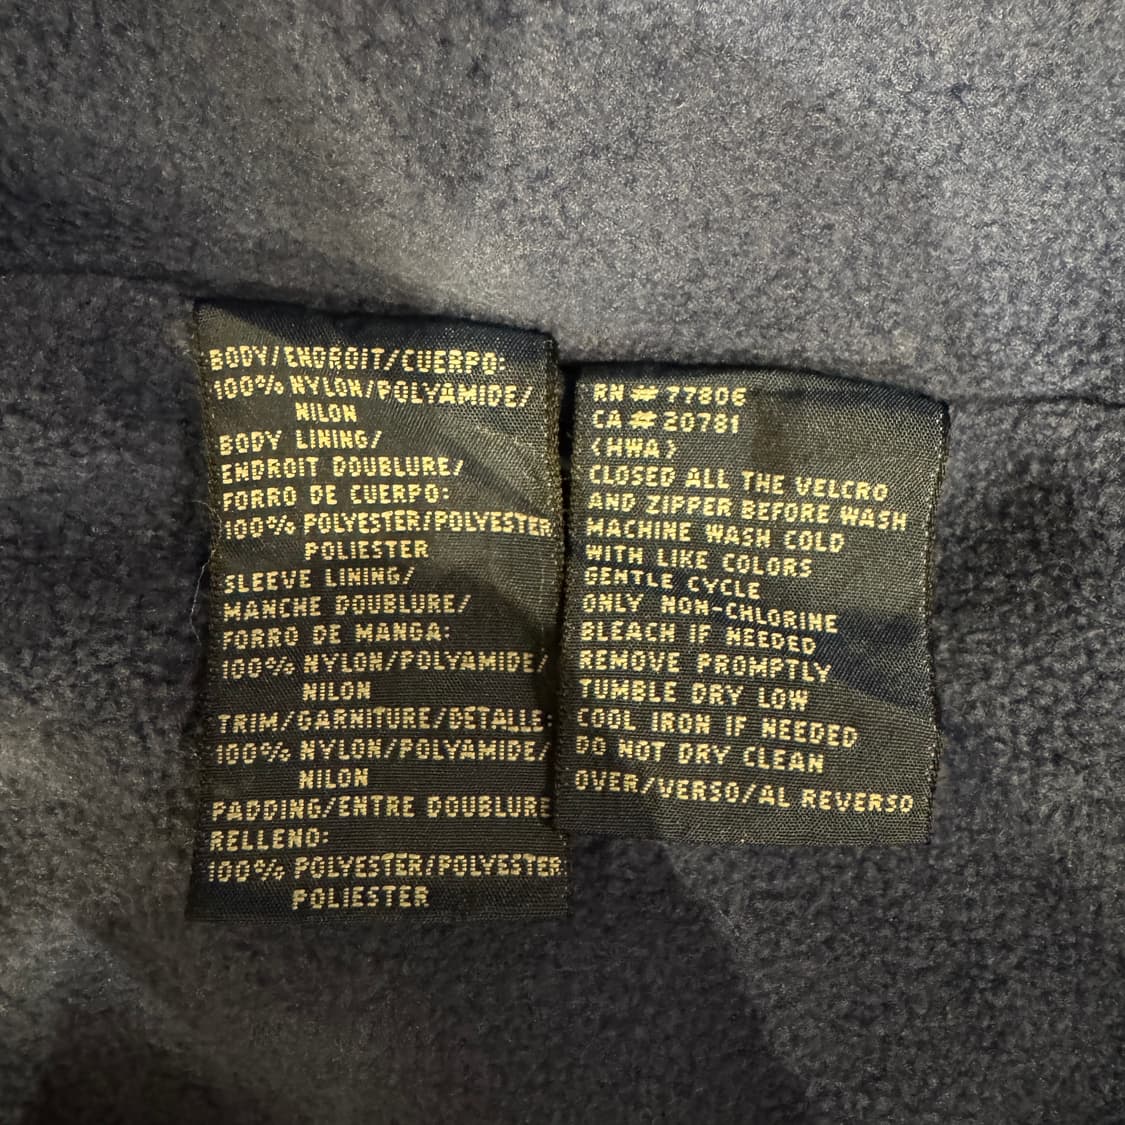 BODY/ENDROIT/CUERPO:
100% NYLON/POLYAMIDE/
NILON
BODY LINING/
ENDROIT DOUBLURE/
FORRO DE CUERPO:
100% POLYESTER/POLYESTER
POLIESTER
SLEEVE LINING/
MANCHE DOUBLURE/
FORRO DE MANGA:
100% NYLON/POLYAMIDE/
NILON
TRIM/GARNITURE/DETALLE:
100% NYLON/POLYAMIDE/
NILON
PADDING/ENTRE DOUBLURE
RELLENO:
100% POLYESTER/POLYESTER
POLIESTER
RN # 77806
CA # 20781
(HWA)
CLOSED ALL THE VELCRO
AND ZIPPER BEFORE WASH
MACHINE WASH COLD
WITH LIKE COLORS
GENTLE CYCLE
ONLY NON-CHLORINE
BLEACH IF NEEDED
REMOVE PROMPTLY
TUMBLE DRY LOW
COOL IRON IF NEEDED
DO NOT DRY CLEAN
OVER/VERSO/AL REVERSO